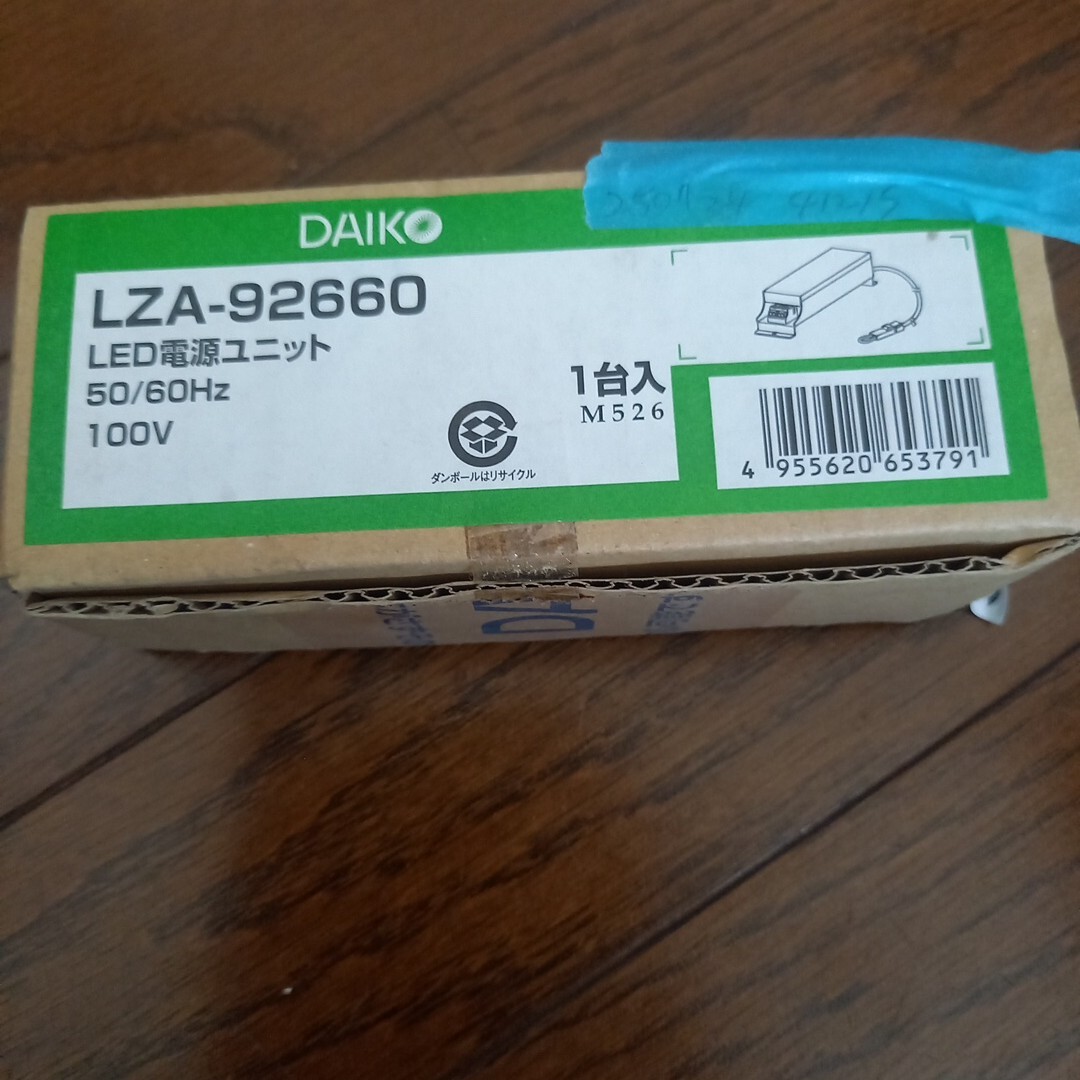 DAIKO
LZA-92660
LED電源ユニット
50/60Hz
100V
1台入
M526
ダンボールはリサイクル
4 955620 653791
DA